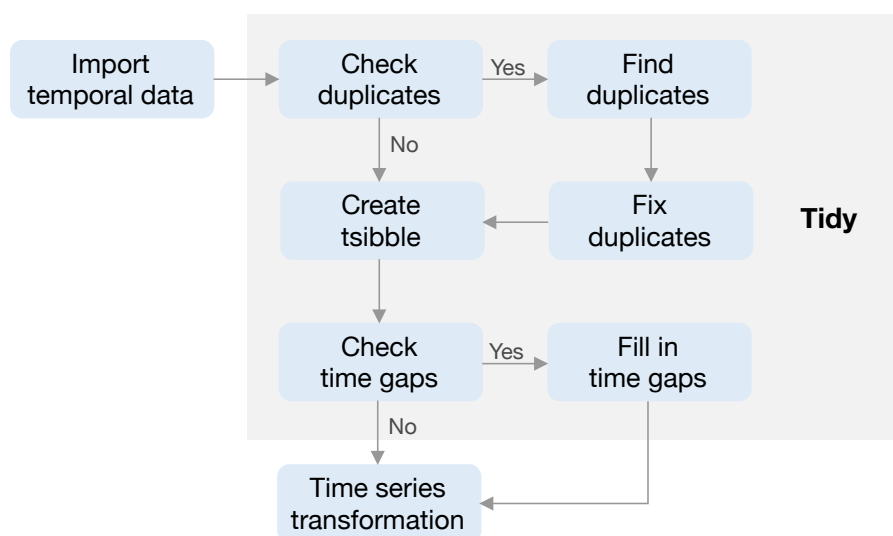 Import
temporal data
Check
duplicates
Yes
Find
duplicates
No
Create
tsibble
Fix
duplicates
Tidy
Check
time gaps
Yes
Fill in
time gaps
No
Time series
transformation